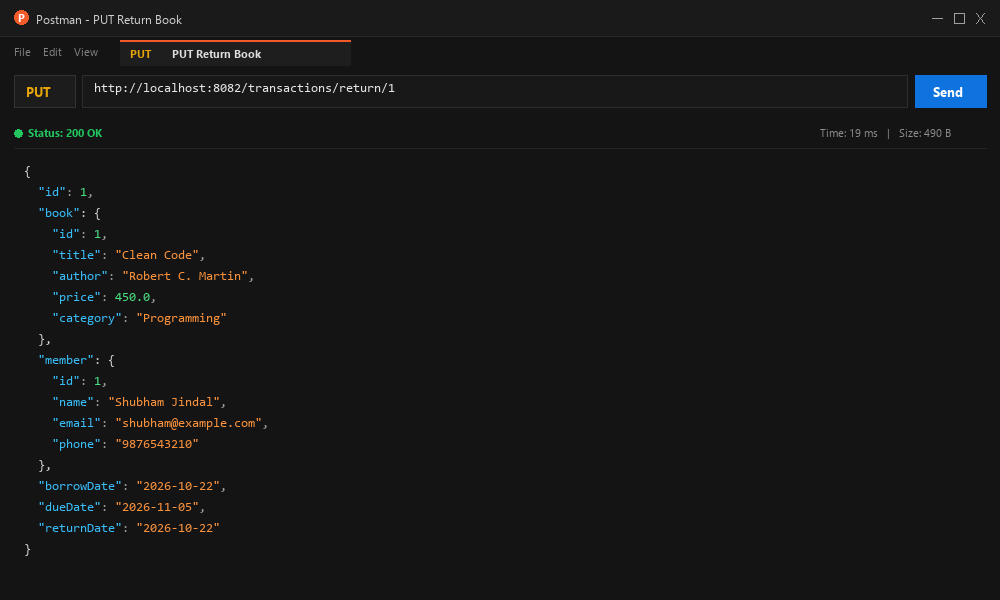 P Postman - PUT Return Book
File Edit View PUT PUT Return Book
PUT http://localhost:8082/transactions/return/1 Send
Status: 200 OK Time: 19 ms | Size: 490 B
{
  "id": 1,
  "book": {
    "id": 1,
    "title": "Clean Code",
    "author": "Robert C. Martin",
    "price": 450.0,
    "category": "Programming"
  },
  "member": {
    "id": 1,
    "name": "Shubham Jindal",
    "email": "shubham@example.com",
    "phone": "9876543210"
  },
  "borrowDate": "2026-10-22",
  "dueDate": "2026-11-05",
  "returnDate": "2026-10-22"
}